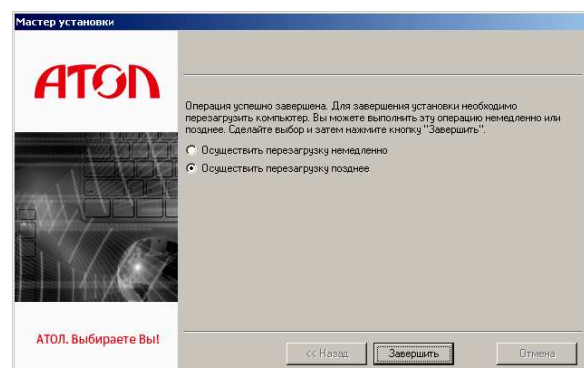 Мастер установки
АТОЛ
Операция успешно завершена. Для завершения установки необходимо
перезагрузить компьютер. Вы можете выполнить эту операцию немедленно или
позднее. Сделайте выбор и затем нажмите кнопку "Завершить".
Осуществить перезагрузку немедленно
Осуществить перезагрузку позднее
АТОЛ. Выбираете Вы!
<< Назад
Завершить
Отмена